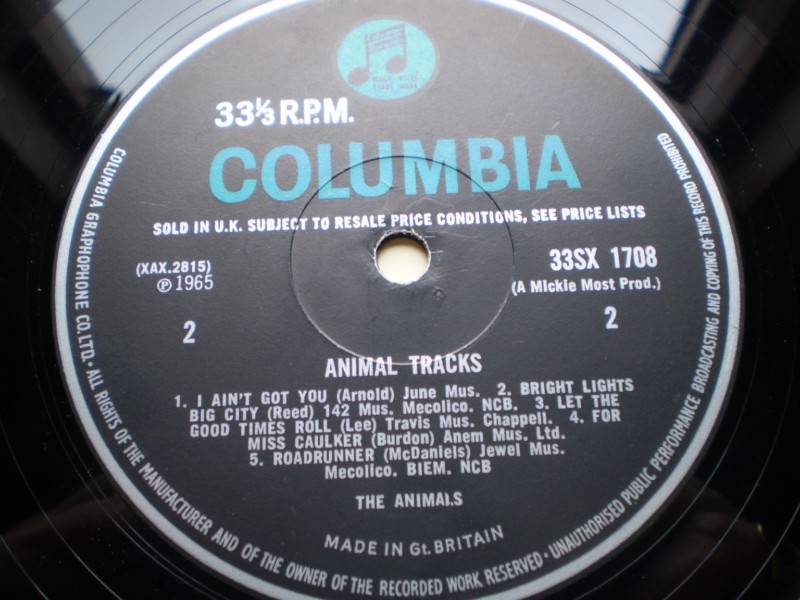 MAGIC NOTES
TRADE MARK
33⅓ R.P.M.
COLUMBIA
SOLD IN U.K. SUBJECT TO RESALE PRICE CONDITIONS, SEE PRICE LISTS
(XAX.2815)
℗ 1965
33SX 1708
(A Mickie Most Prod.)
2
2
ANIMAL TRACKS
1. I AIN'T GOT YOU (Arnold) June Mus. 2. BRIGHT LIGHTS
BIG CITY (Reed) 142 Mus. Mecolico. NCB. 3. LET THE
GOOD TIMES ROLL (Lee) Travis Mus. Chappell. 4. FOR
MISS CAULKER (Burdon) Anem Mus. Ltd.
5. ROADRUNNER (McDaniels) Jewel Mus.
Mecolico. BIEM. NCB
THE ANIMALS
MADE IN Gt. BRITAIN
COLUMBIA GRAPHOPHONE CO. LTD. • ALL RIGHTS OF THE MANUFACTURER AND OF THE OWNER OF THE RECORDED WORK RESERVED • UNAUTHORISED PUBLIC PERFORMANCE BROADCASTING AND COPYING OF THIS RECORD PROHIBITED